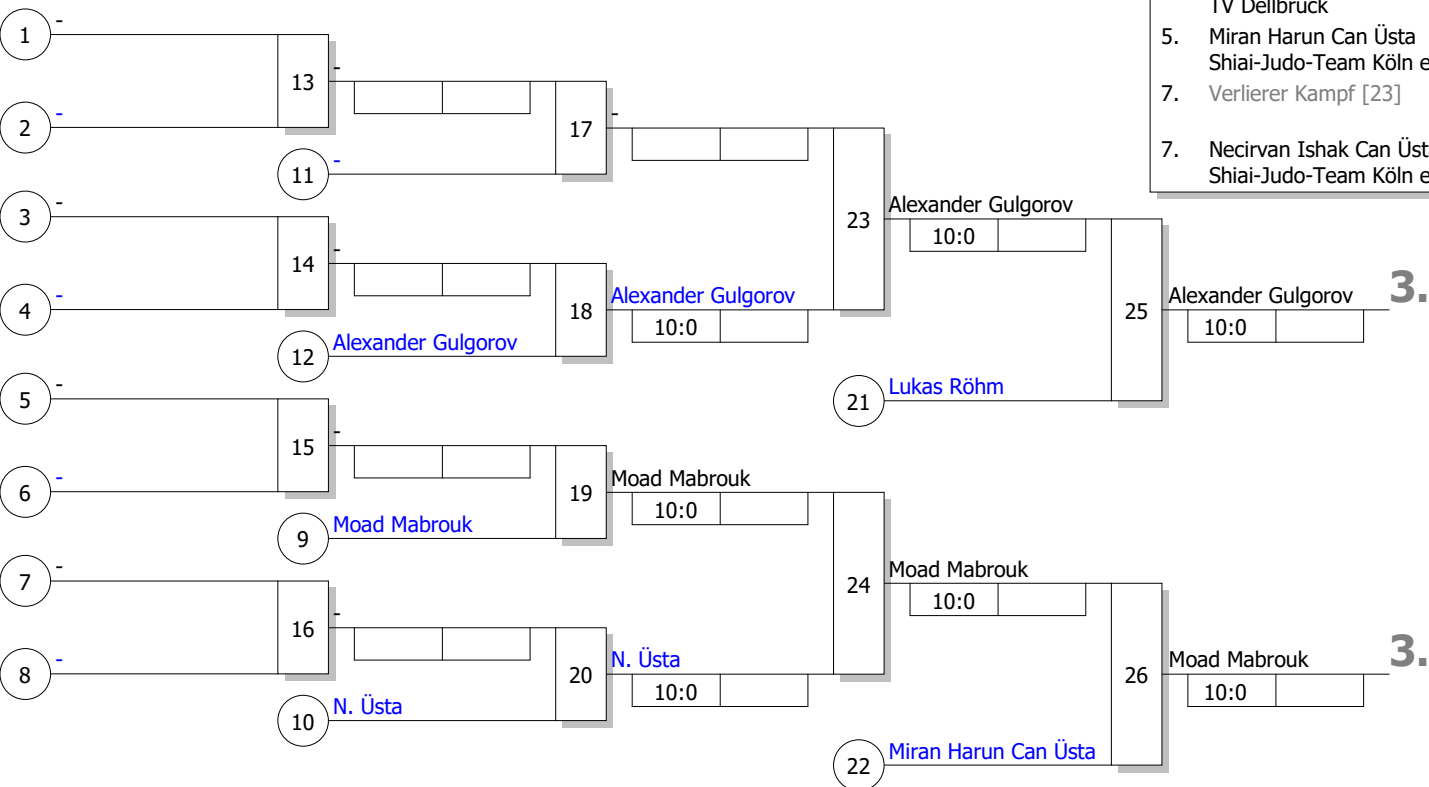 TV Dellbrück
5. Miran Harun Can Üsta
Shiai-Judo-Team Köln e
7. Verlierer Kampf [23]
7. Necirvan Ishak Can Üst
Shiai-Judo-Team Köln e
1 -
13 -
2 -
17 -
11 -
3 -
23 Alexander Gulgorov
10:0
14 -
4 -
18 Alexander Gulgorov
10:0
12 Alexander Gulgorov
25 Alexander Gulgorov 3.
10:0
21 Lukas Röhm
5 -
15 -
6 -
19 Moad Mabrouk
10:0
9 Moad Mabrouk
7 -
24 Moad Mabrouk
10:0
16 -
8 -
20 N. Üsta
10:0
10 N. Üsta
26 Moad Mabrouk 3.
10:0
22 Miran Harun Can Üsta